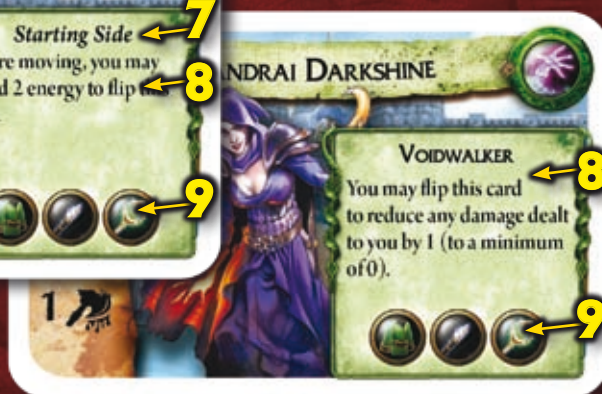 Starting Side
7
re moving, you may
d 2 energy to flip
8
9
NDRAI DARKSHINE
VOIDWALKER
8
You may flip this card
to reduce any damage dealt
to you by 1 (to a minimum
of 0).
9
1